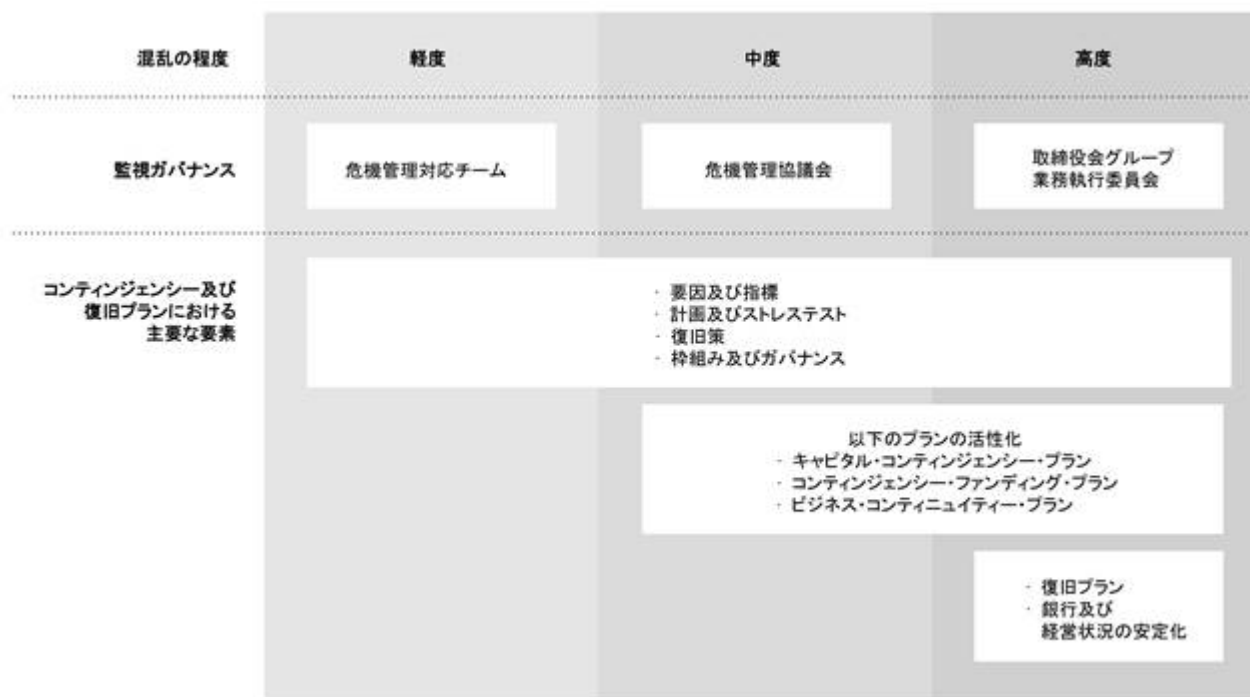 混乱の程度
軽度
中度
高度
監視ガバナンス
危機管理対応チーム
危機管理協議会
取締役会グループ
業務執行委員会
コンティンジェンシー及び
復旧プランにおける
主要な要素
· 要因及び指標
· 計画及びストレステスト
· 復旧策
· 枠組み及びガバナンス
以下のプランの活性化
· キャピタル・コンティンジェンシー・プラン
· コンティンジェンシー・ファンディング・プラン
· ビジネス・コンティニュイティー・プラン
· 復旧プラン
· 銀行及び
経営状況の安定化